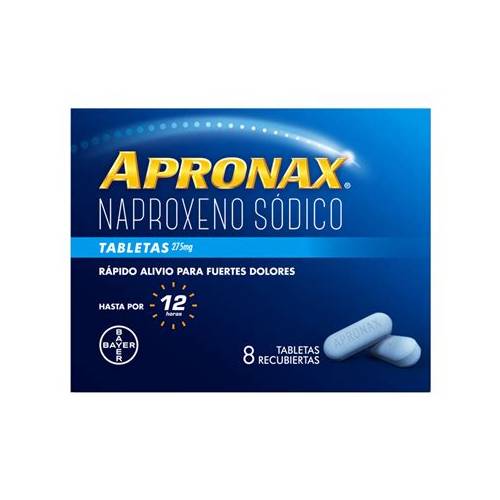 APRONAX®
NAPROXENO SÓDICO
TABLETAS 275mg
RÁPIDO ALIVIO PARA FUERTES DOLORES
HASTA POR 12 horas
BAYER
BAYER
8 TABLETAS RECUBIERTAS
APRONAX